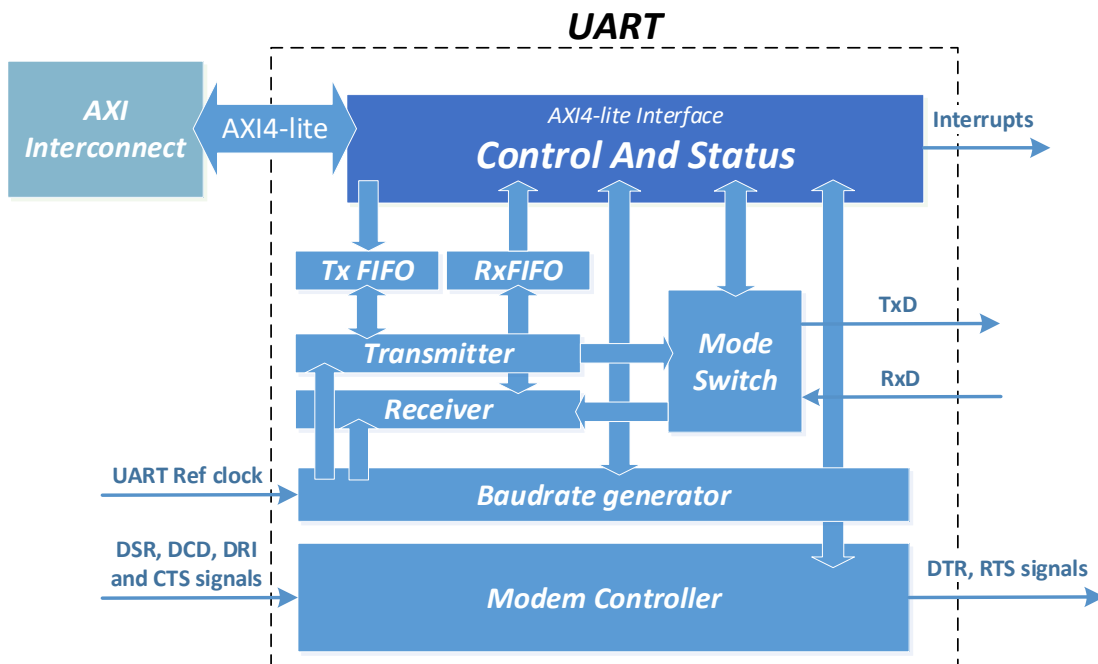 UART
AXI
Interconnect
AXI4-lite
AXI4-lite Interface
Control And Status
Interrupts
Tx FIFO
RxFIFO
Transmitter
Receiver
Mode
Switch
TxD
RxD
UART Ref clock
Baudrate generator
DSR, DCD, DRI
and CTS signals
Modem Controller
DTR, RTS signals